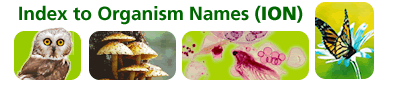 Index to Organism Names (ION)